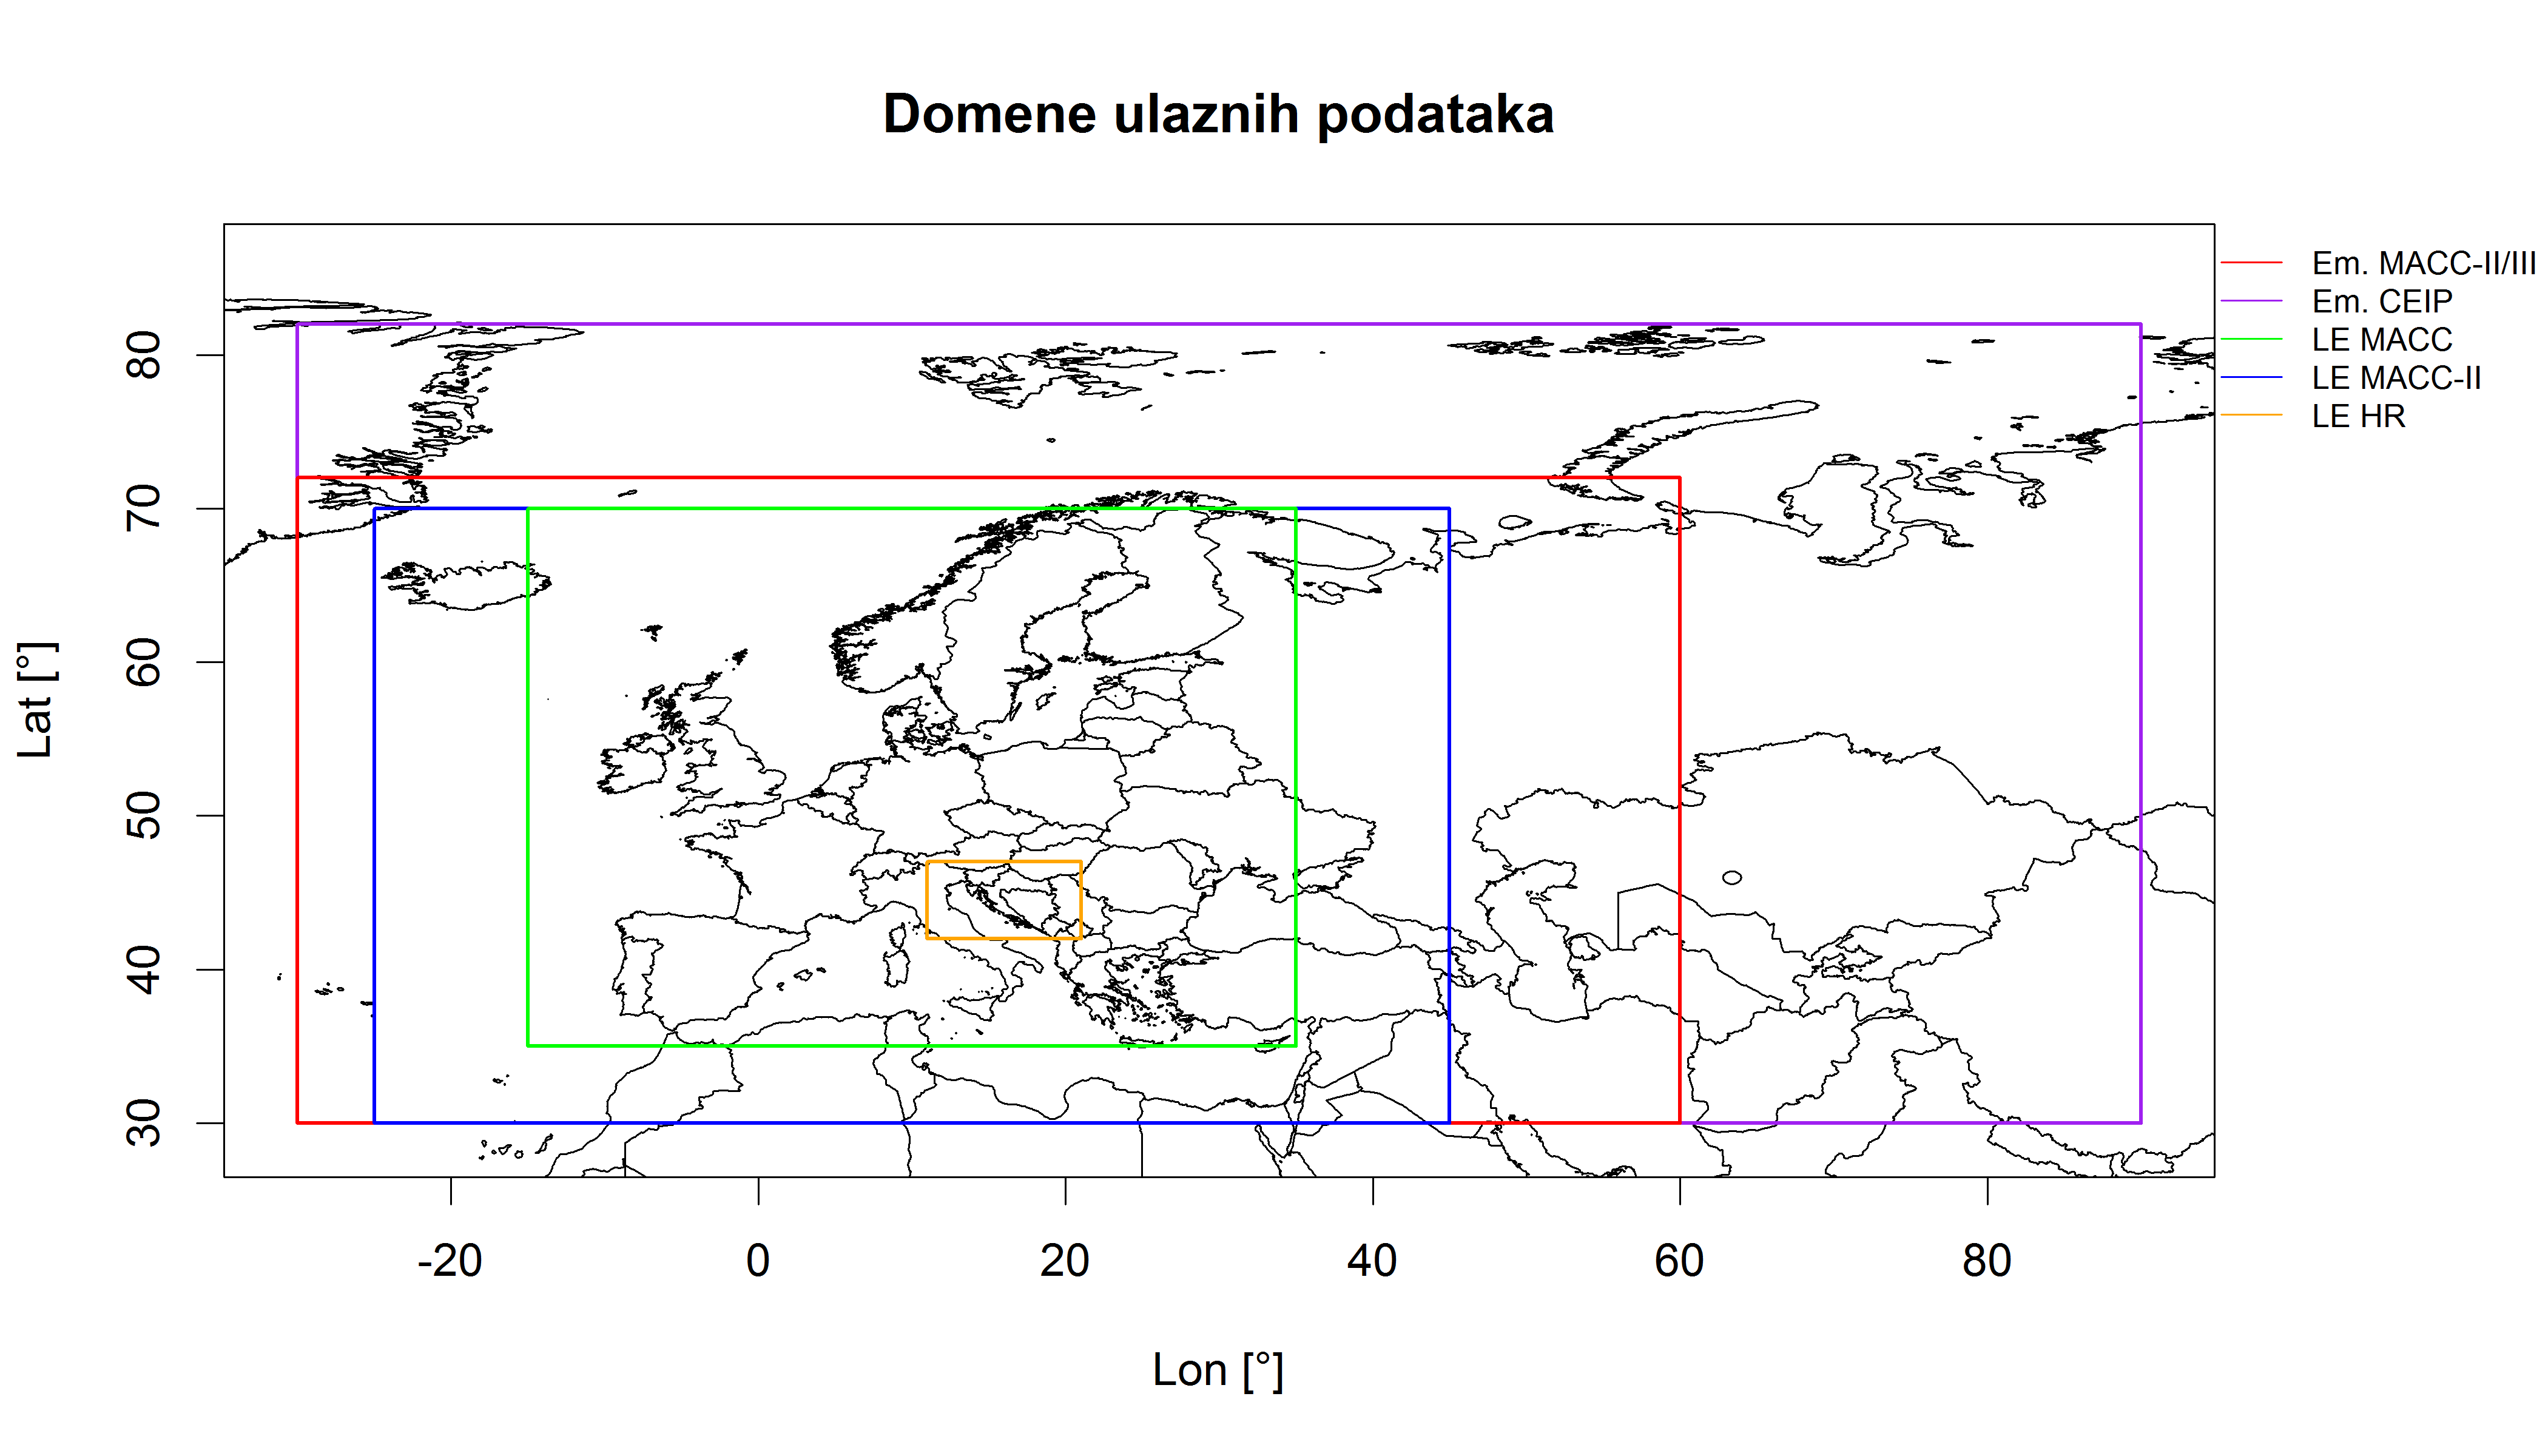 Domene ulaznih podataka
Em. MACC-II/III
Em. CEIP
LE MACC
LE MACC-II
LE HR
Lat [°]
80
70
60
50
40
30
-20 0 20 40 60 80
Lon [°]